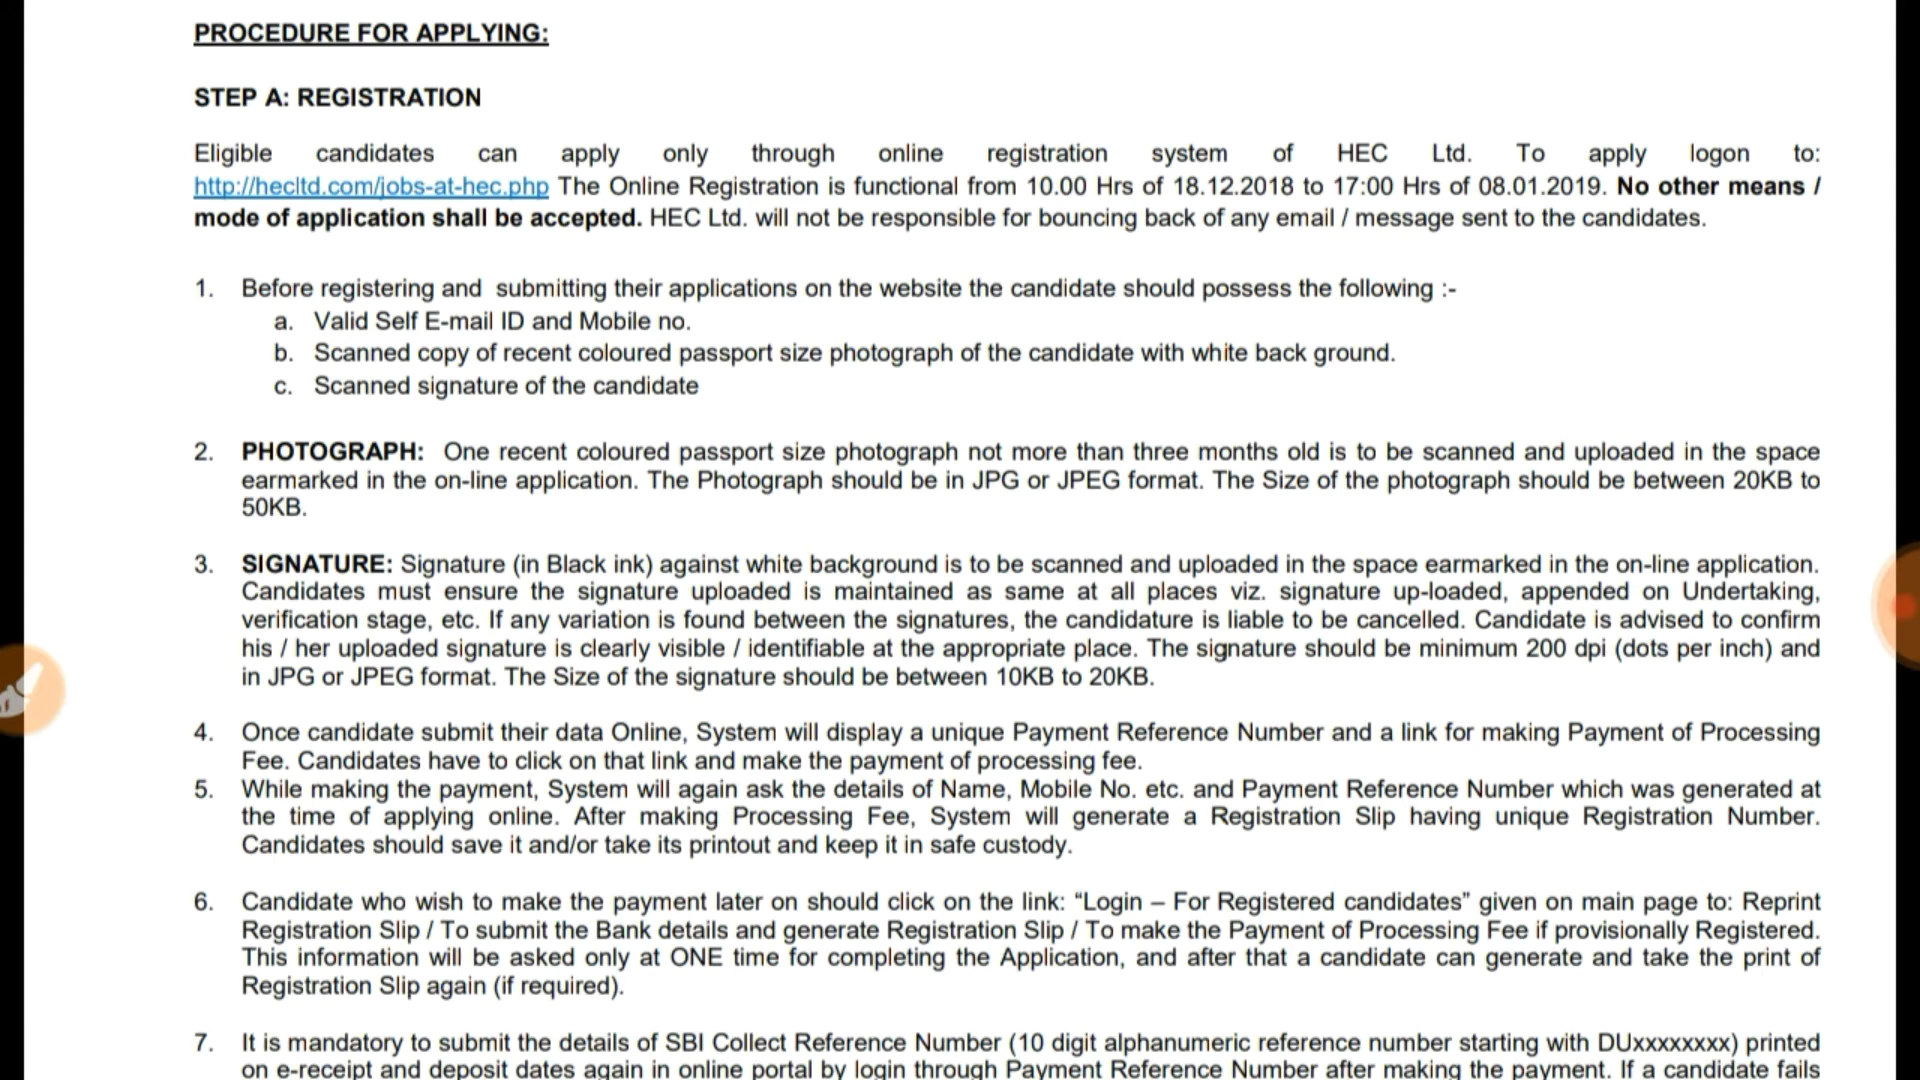 PROCEDURE FOR APPLYING:
STEP A: REGISTRATION
Eligible candidates can apply only through online registration system of HEC Ltd. To apply logon to:
http://hecltd.com/jobs-at-hec.php The Online Registration is functional from 10.00 Hrs of 18.12.2018 to 17:00 Hrs of 08.01.2019. No other means /
mode of application shall be accepted. HEC Ltd. will not be responsible for bouncing back of any email / message sent to the candidates.
1. Before registering and submitting their applications on the website the candidate should possess the following :-
a. Valid Self E-mail ID and Mobile no.
b. Scanned copy of recent coloured passport size photograph of the candidate with white back ground.
c. Scanned signature of the candidate
2. PHOTOGRAPH: One recent coloured passport size photograph not more than three months old is to be scanned and uploaded in the space
earmarked in the on-line application. The Photograph should be in JPG or JPEG format. The Size of the photograph should be between 20KB to
50KB.
3. SIGNATURE: Signature (in Black ink) against white background is to be scanned and uploaded in the space earmarked in the on-line application.
Candidates must ensure the signature uploaded is maintained as same at all places viz. signature up-loaded, appended on Undertaking,
verification stage, etc. If any variation is found between the signatures, the candidature is liable to be cancelled. Candidate is advised to confirm
his / her uploaded signature is clearly visible / identifiable at the appropriate place. The signature should be minimum 200 dpi (dots per inch) and
in JPG or JPEG format. The Size of the signature should be between 10KB to 20KB.
4. Once candidate submit their data Online, System will display a unique Payment Reference Number and a link for making Payment of Processing
Fee. Candidates have to click on that link and make the payment of processing fee.
5. While making the payment, System will again ask the details of Name, Mobile No. etc. and Payment Reference Number which was generated at
the time of applying online. After making Processing Fee, System will generate a Registration Slip having unique Registration Number.
Candidates should save it and/or take its printout and keep it in safe custody.
6. Candidate who wish to make the payment later on should click on the link: “Login – For Registered candidates” given on main page to: Reprint
Registration Slip / To submit the Bank details and generate Registration Slip / To make the Payment of Processing Fee if provisionally Registered.
This information will be asked only at ONE time for completing the Application, and after that a candidate can generate and take the print of
Registration Slip again (if required).
7. It is mandatory to submit the details of SBI Collect Reference Number (10 digit alphanumeric reference number starting with DUxxxxxxxx) printed
on e-receipt and deposit dates again in online portal by login through Payment Reference Number after making the payment. If a candidate fails